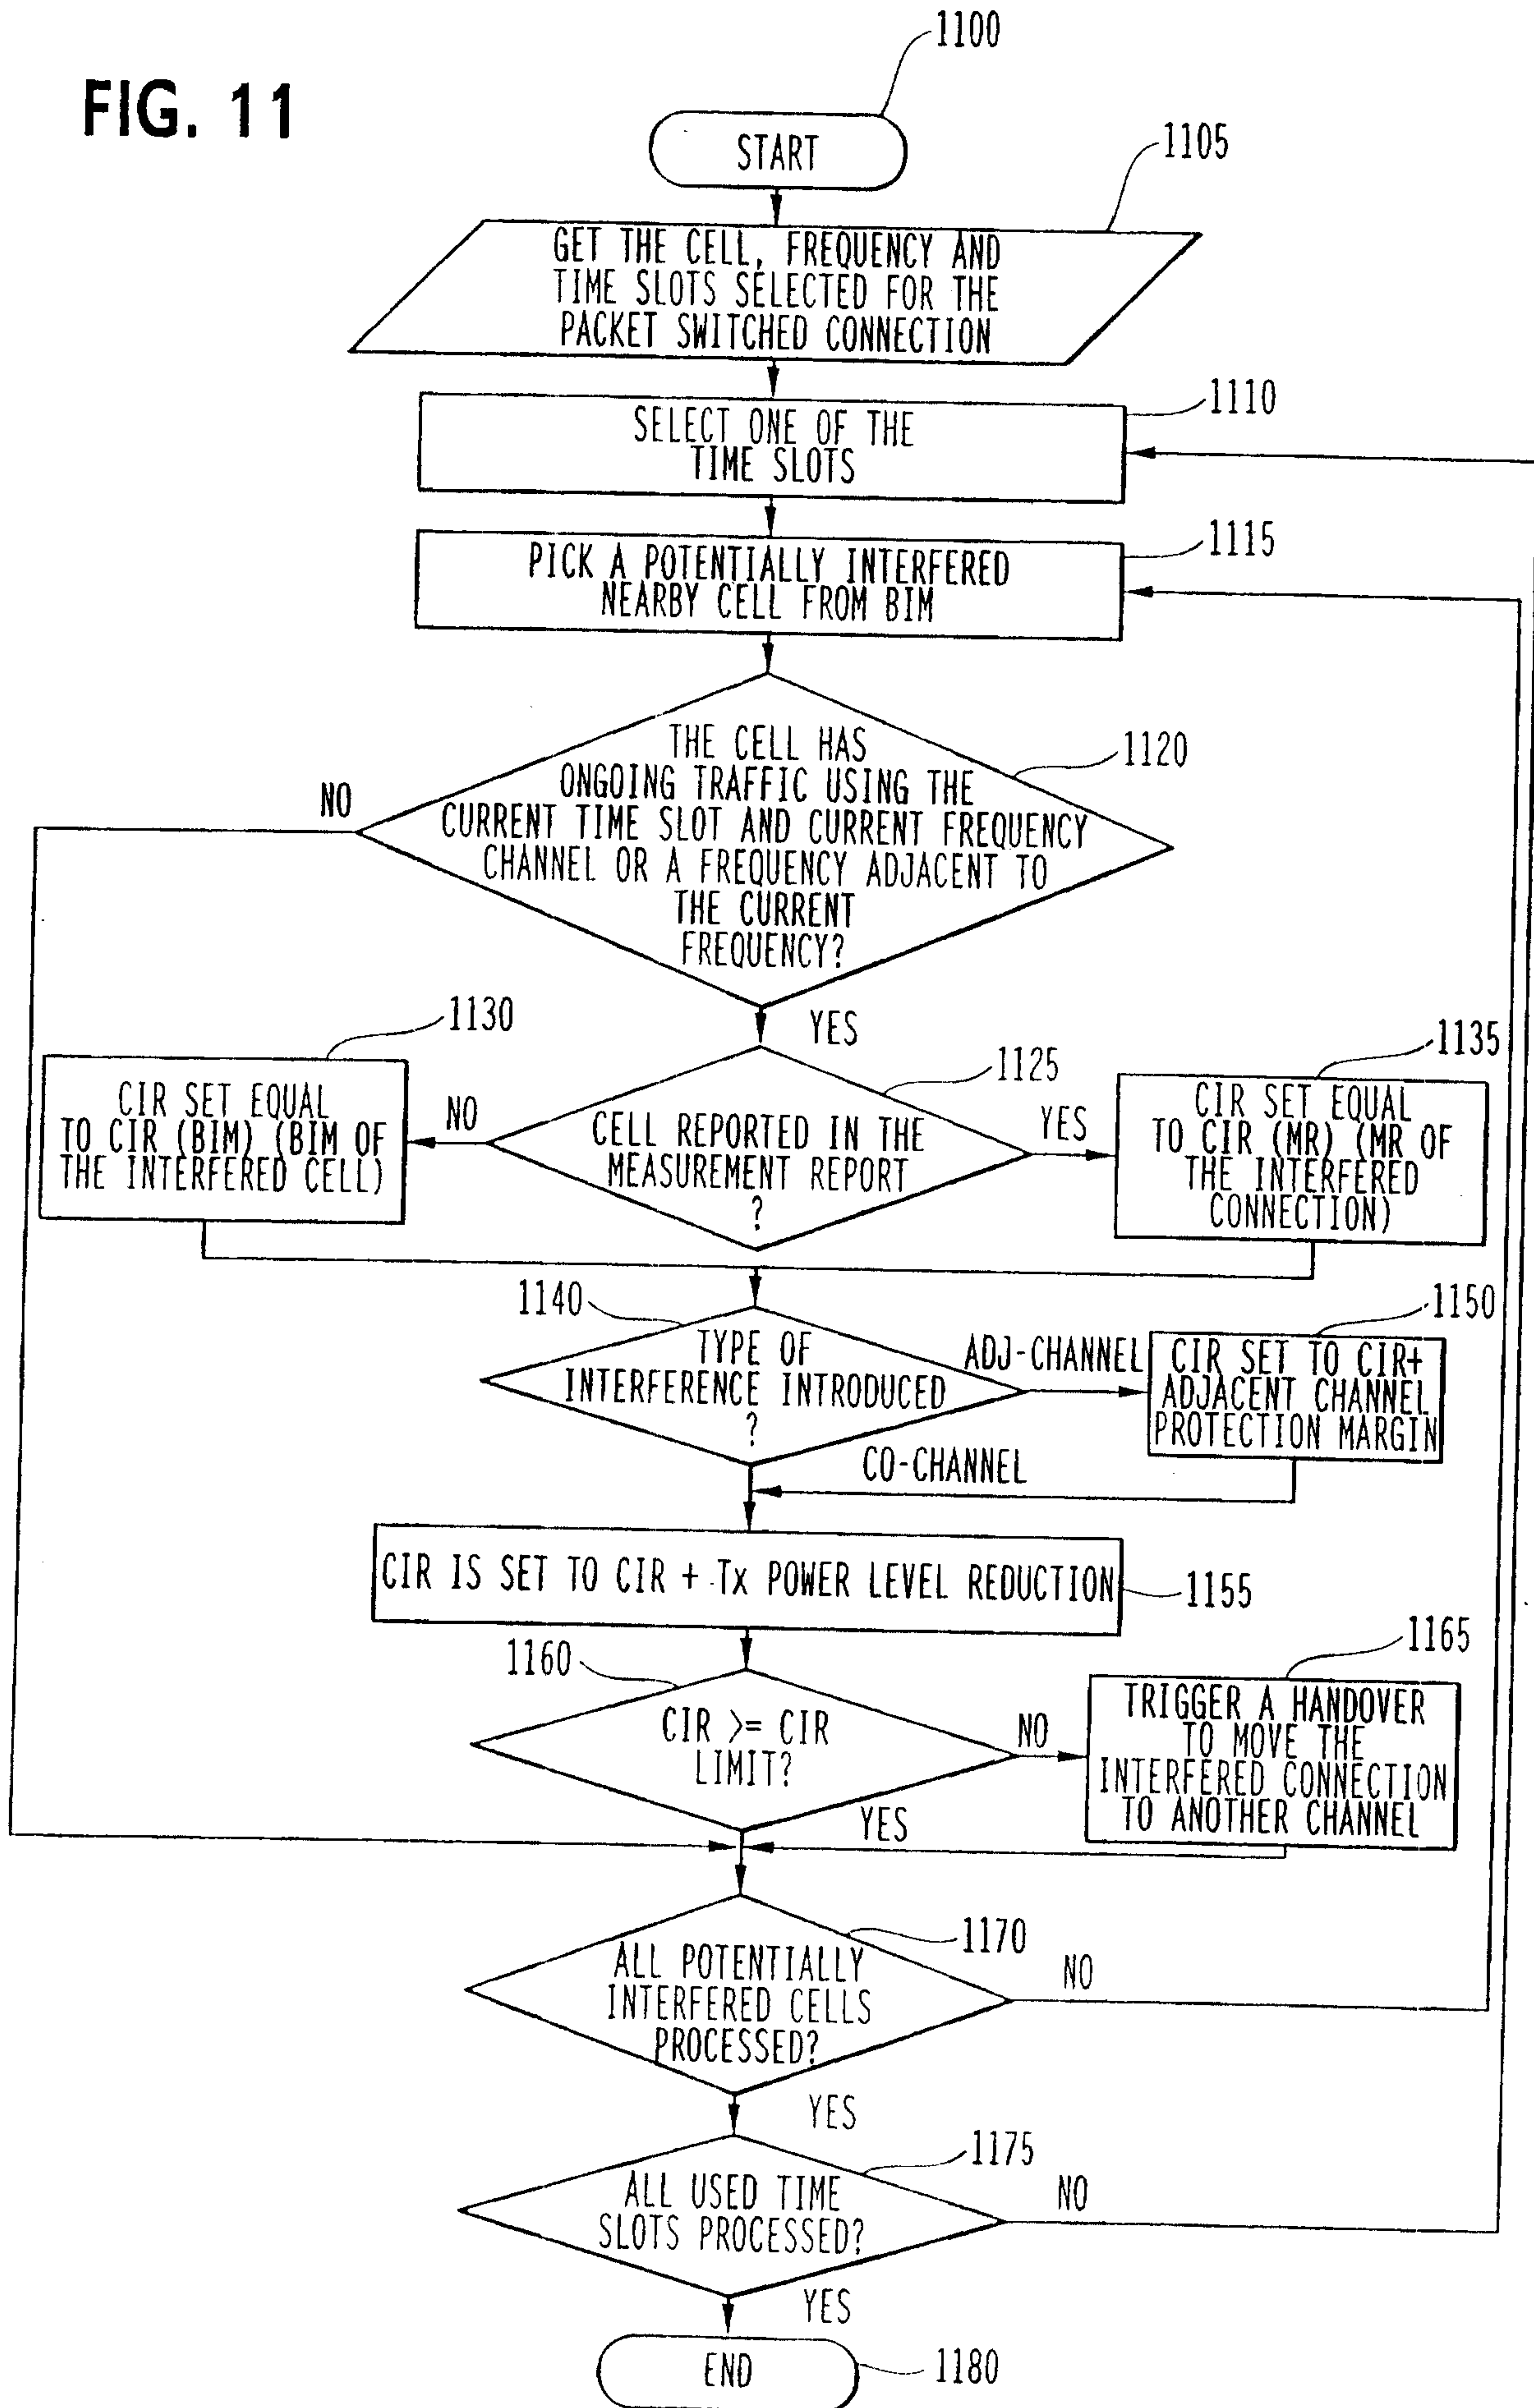 FIG. 11
1100
START
1105
GET THE CELL, FREQUENCY AND
TIME SLOTS SELECTED FOR THE
PACKET SWITCHED CONNECTION
1110
SELECT ONE OF THE
TIME SLOTS
1115
PICK A POTENTIALLY INTERFERED
NEARBY CELL FROM BIM
1120
THE CELL HAS
ONGOING TRAFFIC USING THE
CURRENT TIME SLOT AND CURRENT FREQUENCY
CHANNEL OR A FREQUENCY ADJACENT TO
THE CURRENT
FREQUENCY?
NO
YES
1130
CIR SET EQUAL
TO CIR (BIM) (BIM OF
THE INTERFERED CELL)
NO
1125
CELL REPORTED IN THE
MEASUREMENT REPORT
?
YES
1135
CIR SET EQUAL
TO CIR (MR) (MR OF
THE INTERFERED
CONNECTION)
1140
TYPE OF
INTERFERENCE INTRODUCED
?
ADJ-CHANNEL
1150
CIR SET TO CIR+
ADJACENT CHANNEL
PROTECTION MARGIN
CO-CHANNEL
CIR IS SET TO CIR + Tx POWER LEVEL REDUCTION
1155
1160
CIR >= CIR
LIMIT?
NO
1165
TRIGGER A HANDOVER
TO MOVE THE
INTERFERED CONNECTION
TO ANOTHER CHANNEL
YES
1170
ALL POTENTIALLY
INTERFERED CELLS
PROCESSED?
NO
YES
1175
ALL USED TIME
SLOTS PROCESSED?
NO
YES
END
1180